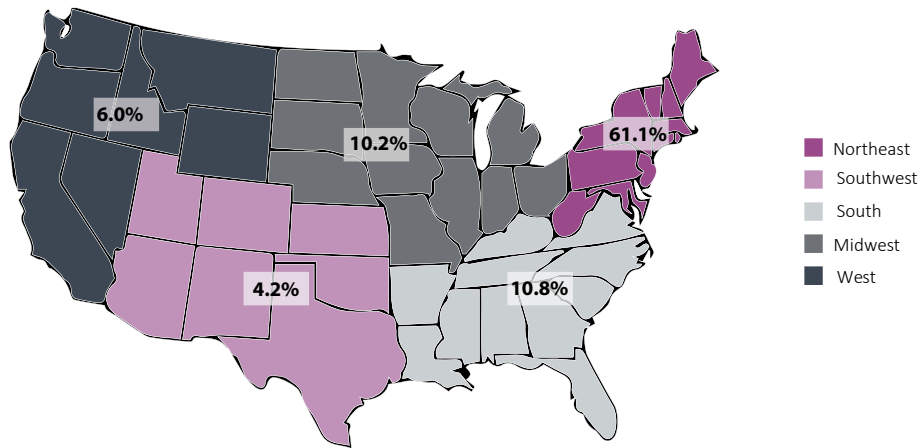 6.0%
10.2%
61.1%
4.2%
10.8%
Northeast
Southwest
South
Midwest
West